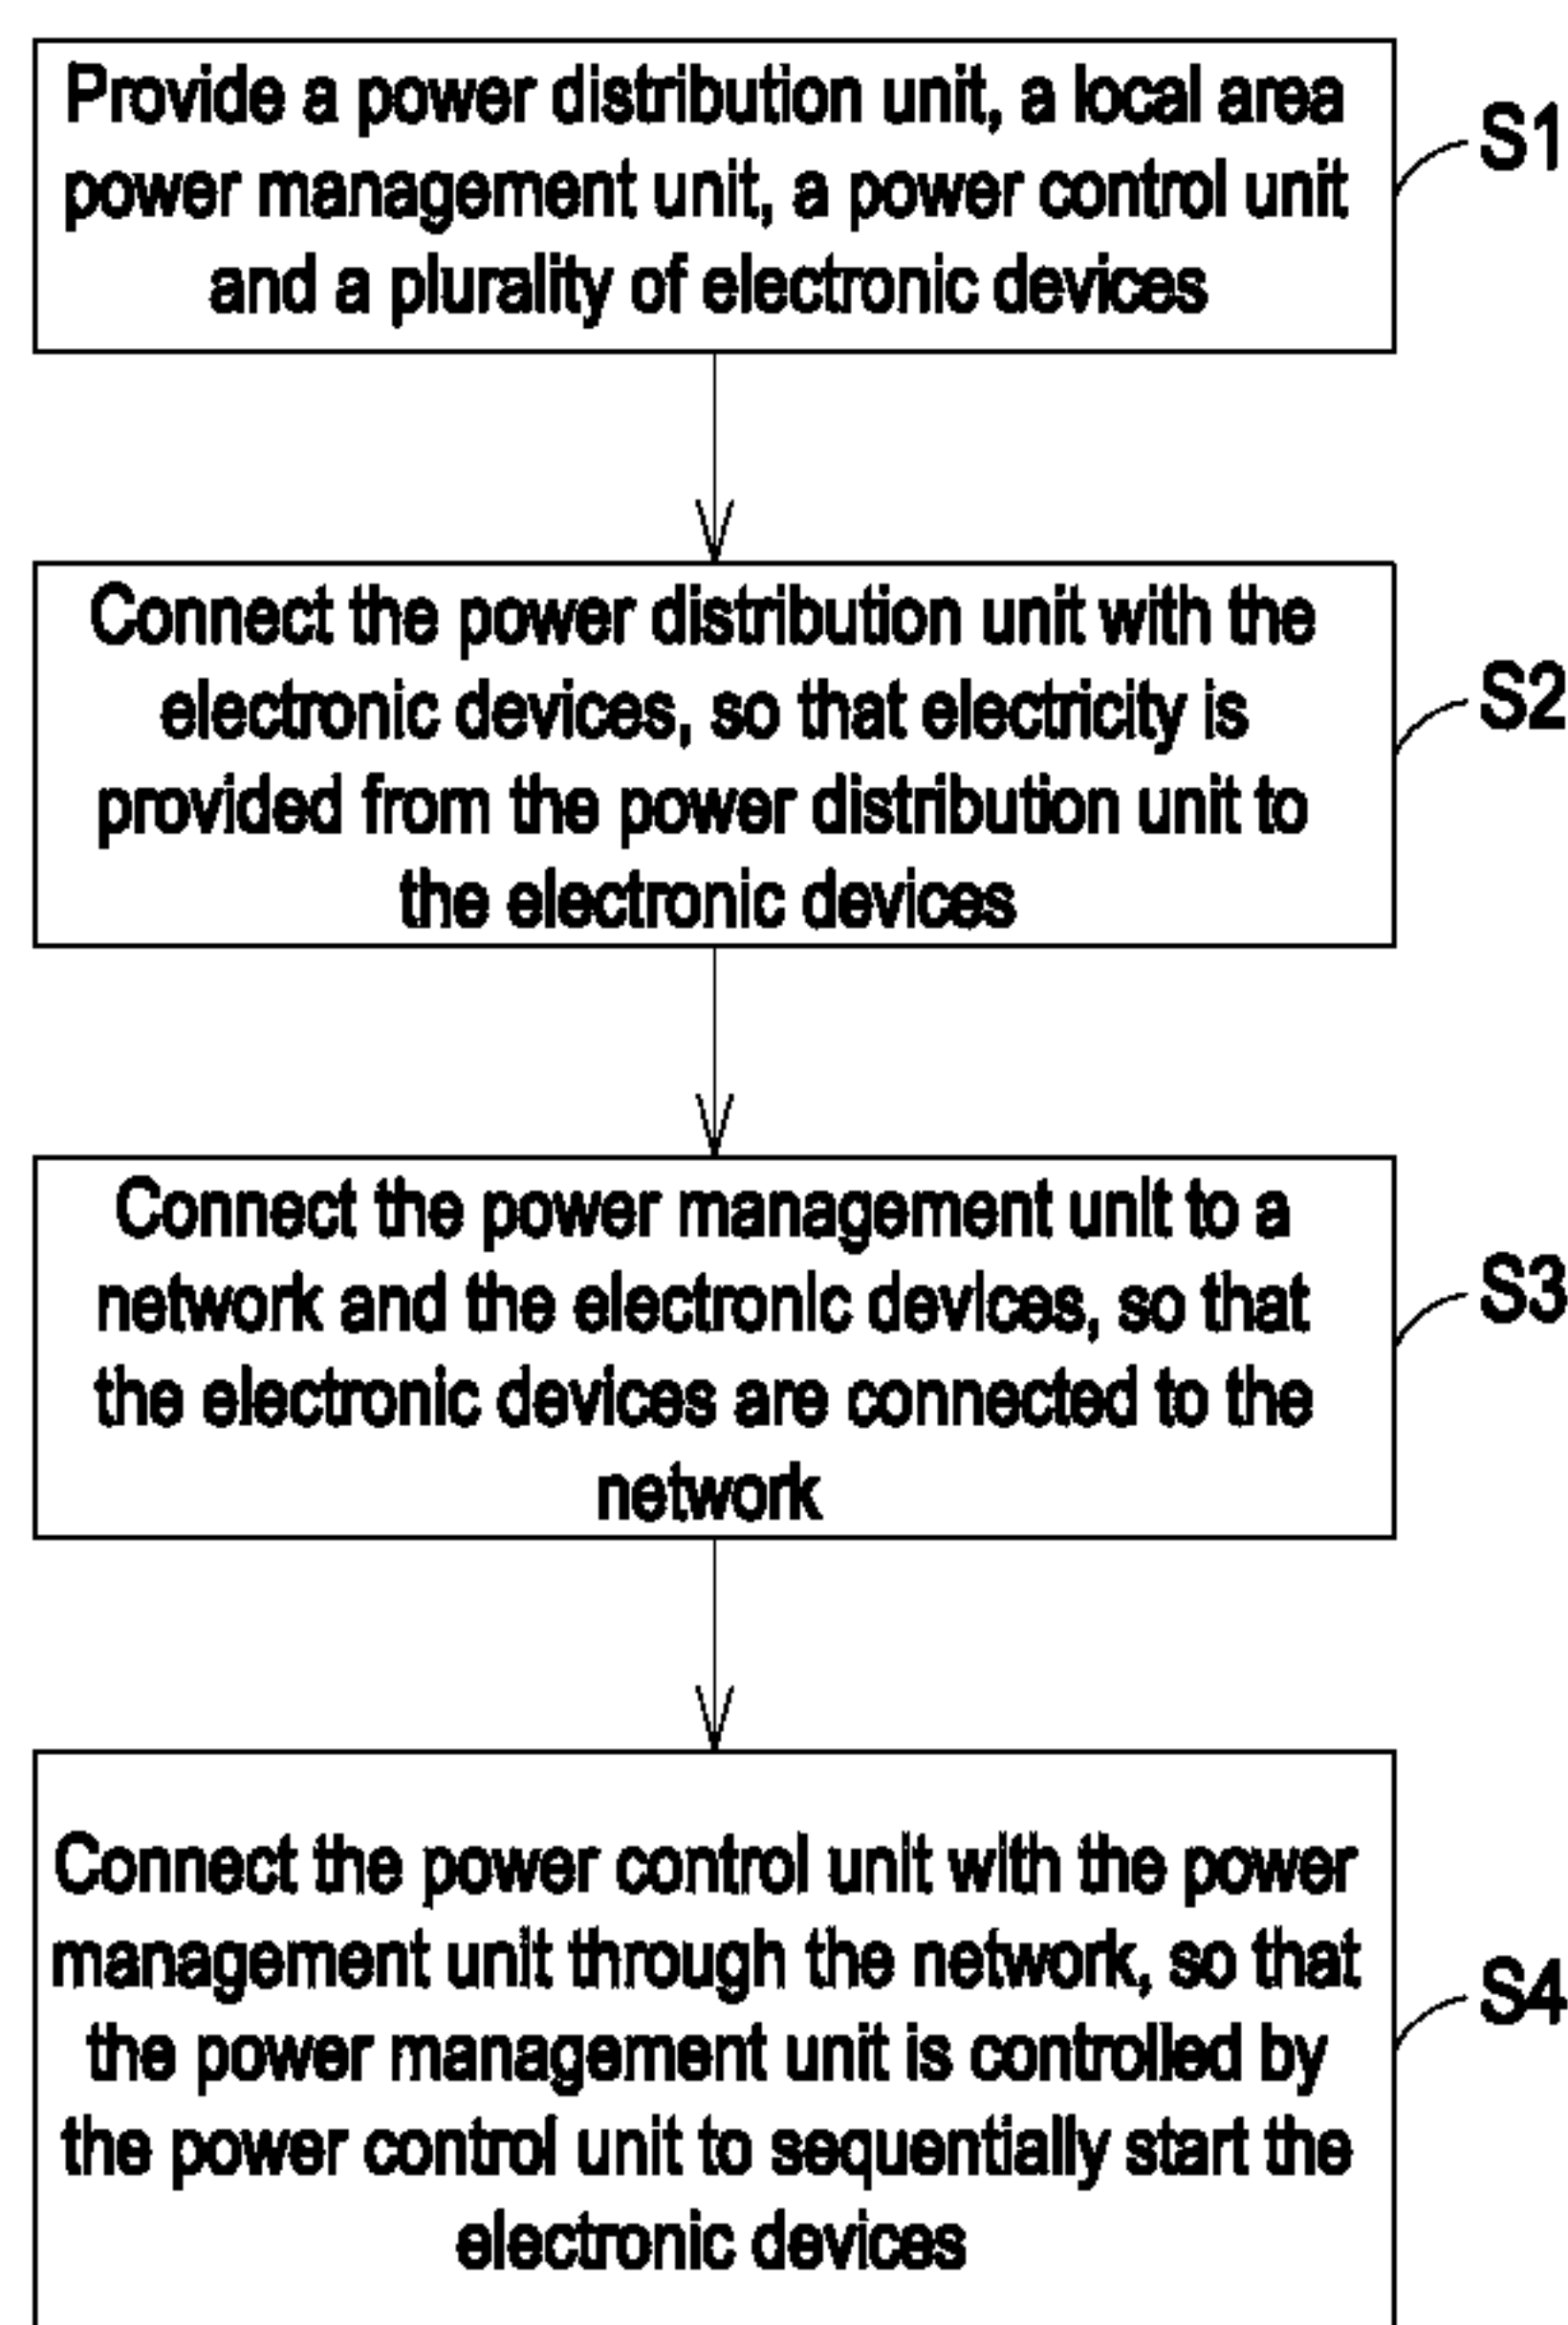 Provide a power distribution unit, a local area
power management unit, a power control unit
and a plurality of electronic devices
S1
Connect the power distribution unit with the
electronic devices, so that electricity is
provided from the power distribution unit to
the electronic devices
S2
Connect the power management unit to a
network and the electronic devices, so that
the electronic devices are connected to the
network
S3
Connect the power control unit with the power
management unit through the network, so that
the power management unit is controlled by
the power control unit to sequentially start the
electronic devices
S4